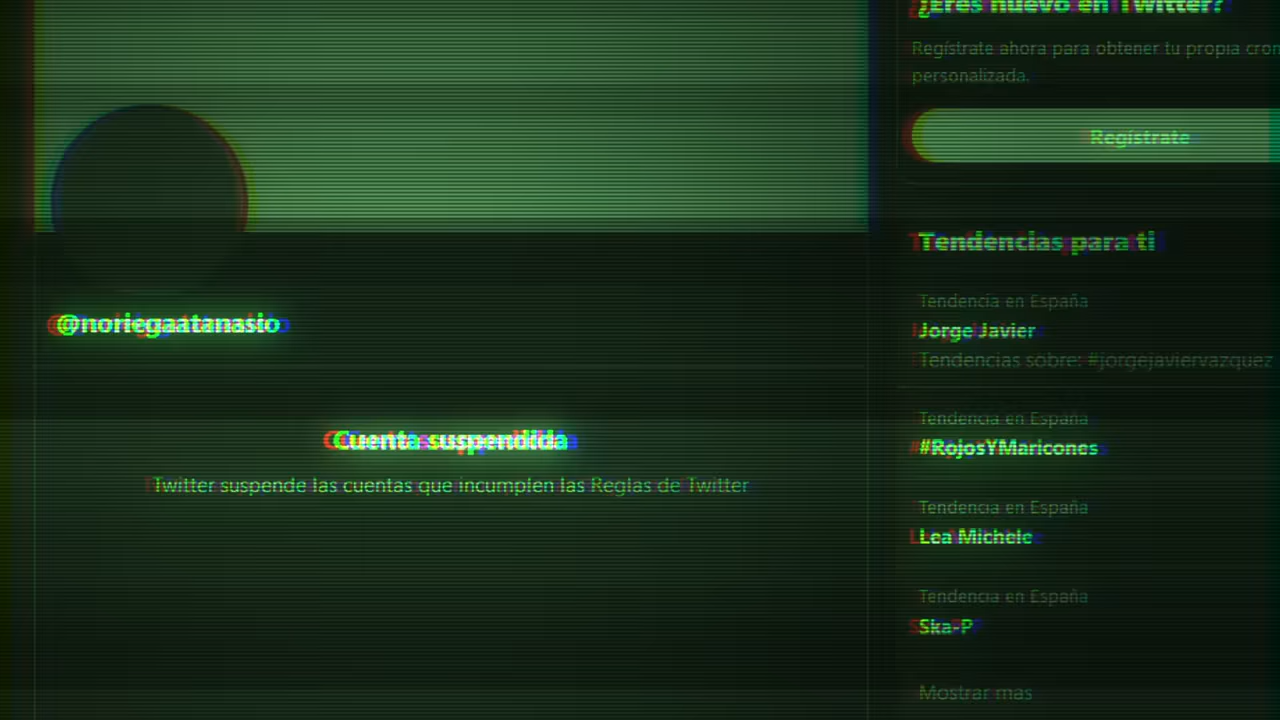 @noriegaatanasio
Cuenta suspendida
Twitter suspende las cuentas que incumplen las Reglas de Twitter
¿Eres nuevo en Twitter?
Regístrate ahora para obtener tu propia
personalizada.
Regístrate
Tendencias para ti
Tendencia en España
Jorge Javier
Tendencias sobre: #jorgejaviervazquez
Tendencia en España
#RojosYMaricones
Tendencia en España
Lea Michele
Tendencia en España
Ska-P
Mostrar mas